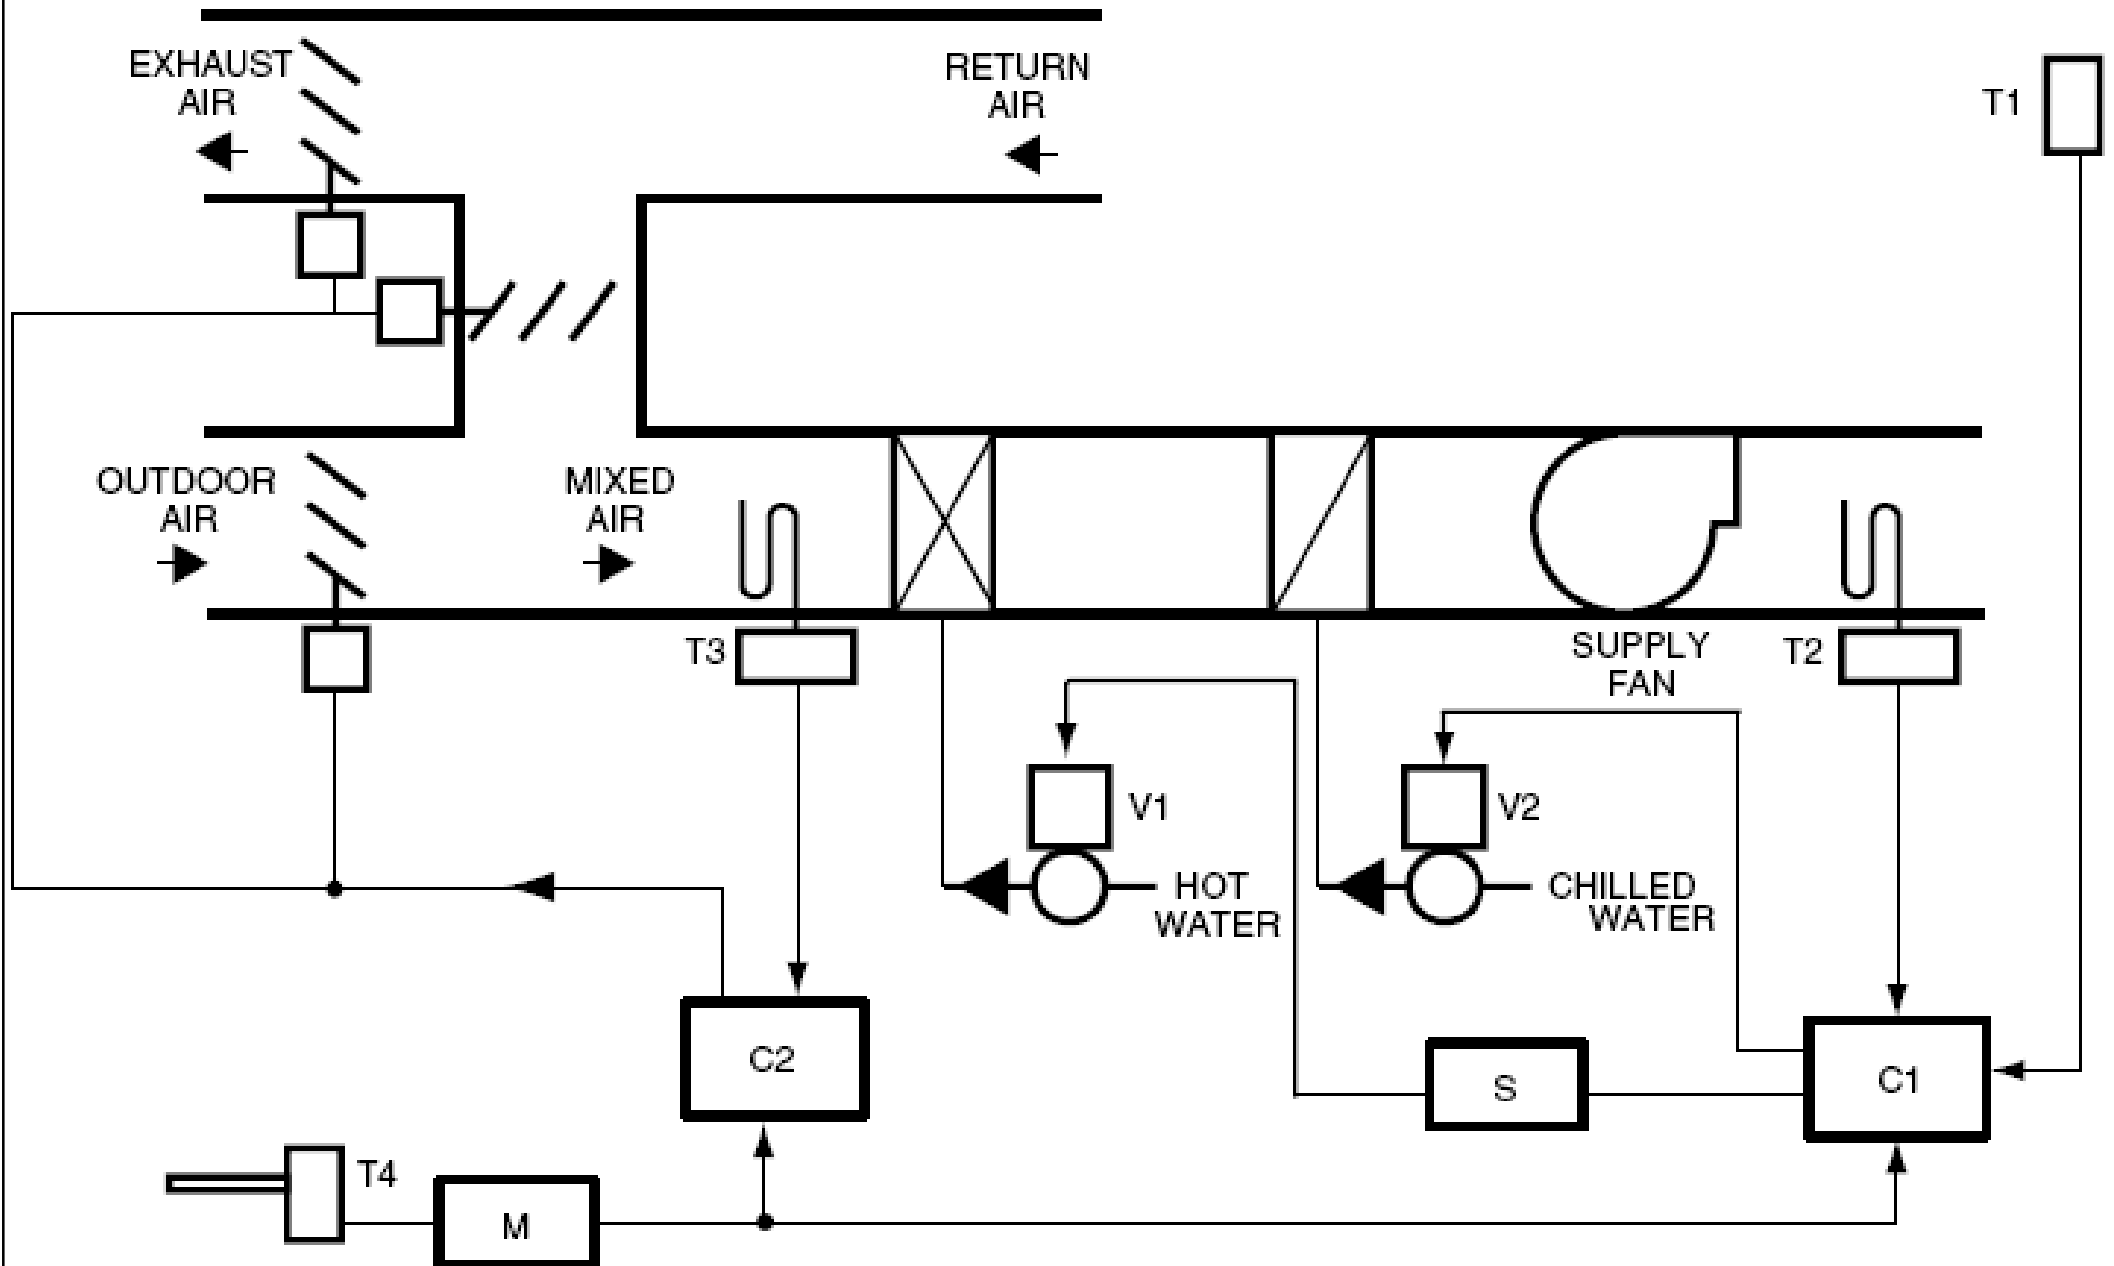 EXHAUST
AIR
RETURN
AIR
T1
OUTDOOR
AIR
MIXED
AIR
T3
SUPPLY
FAN
T2
V1
HOT
WATER
V2
CHILLED
WATER
C2
S
C1
T4
M